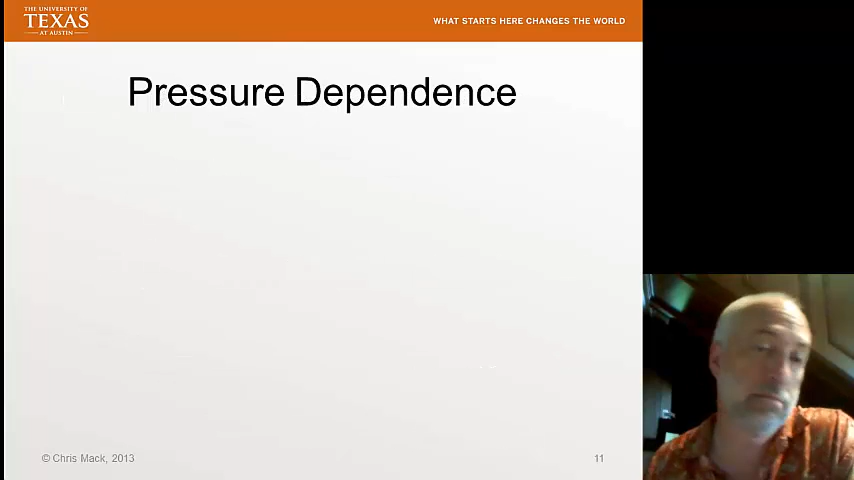 THE UNIVERSITY OF
TEXAS
AT AUSTIN
WHAT STARTS HERE CHANGES THE WORLD
Pressure Dependence
© Chris Mack, 2013
11